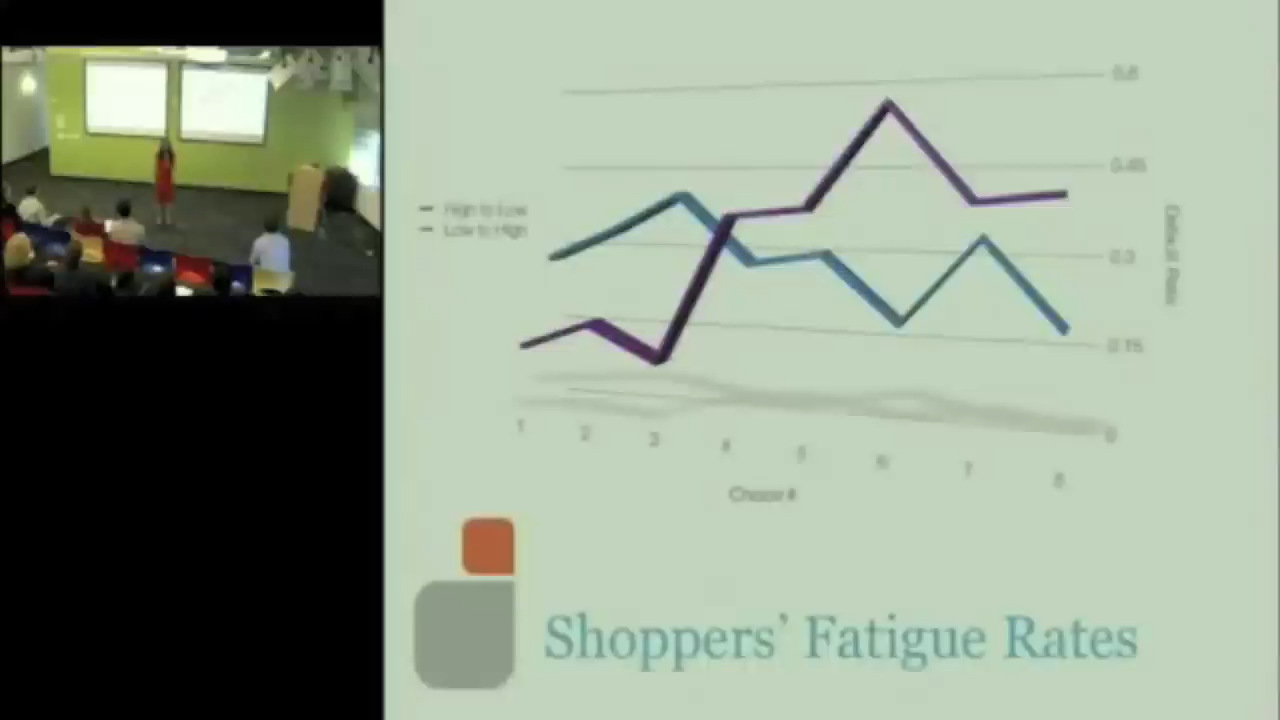 0.6
0.45
High to Low
Low to High
0.3
Default Rate
0.15
0
1
2
3
4
5
6
7
8
Choice #
Shoppers’ Fatigue Rates